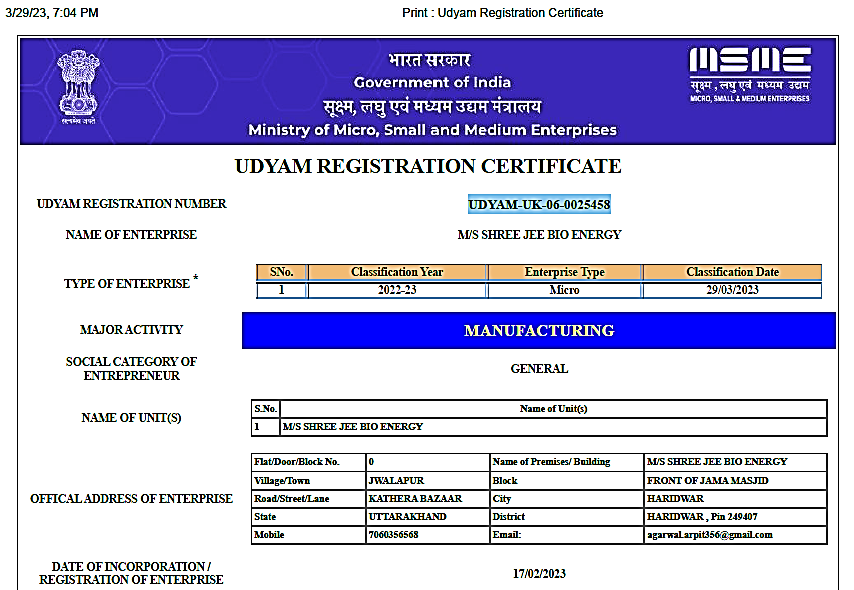 3/29/23, 7:04 PM Print : Udyam Registration Certificate
भारत सरकार
Government of India
सूक्ष्म, लघु एवं मध्यम उद्यम मंत्रालय
Ministry of Micro, Small and Medium Enterprises
सत्यमेव जयते
MSME
सूक्ष्म, लघु एवं मध्यम उद्यम
MICRO, SMALL & MEDIUM ENTERPRISES
UDYAM REGISTRATION CERTIFICATE
UDYAM REGISTRATION NUMBER UDYAM-UK-06-0025458
NAME OF ENTERPRISE M/S SHREE JEE BIO ENERGY
TYPE OF ENTERPRISE *
SNo. Classification Year Enterprise Type Classification Date
1 2022-23 Micro 29/03/2023
MAJOR ACTIVITY MANUFACTURING
SOCIAL CATEGORY OF
ENTREPRENEUR
GENERAL
NAME OF UNIT(S)
S.No. Name of Unit(s)
1 M/S SHREE JEE BIO ENERGY
OFFICAL ADDRESS OF ENTERPRISE
Flat/Door/Block No. 0 Name of Premises/ Building M/S SHREE JEE BIO ENERGY
Village/Town JWALAPUR Block FRONT OF JAMA MASJID
Road/Street/Lane KATHERA BAZAAR City HARIDWAR
State UTTARAKHAND District HARIDWAR , Pin 249407
Mobile 7060356568 Email: agarwal.arpit356@gmail.com
DATE OF INCORPORATION /
REGISTRATION OF ENTERPRISE
17/02/2023